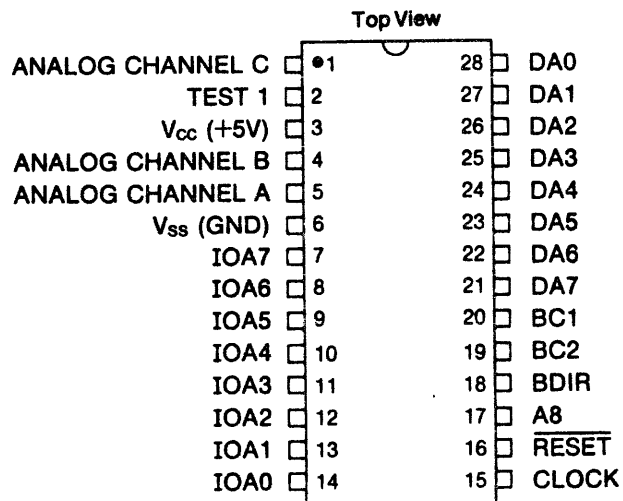 Top View
ANALOG CHANNEL C 1 28 DA0
TEST 1 2 27 DA1
Vcc (+5V) 3 26 DA2
ANALOG CHANNEL B 4 25 DA3
ANALOG CHANNEL A 5 24 DA4
Vss (GND) 6 23 DA5
IOA7 7 22 DA6
IOA6 8 21 DA7
IOA5 9 20 BC1
IOA4 10 19 BC2
IOA3 11 18 BDIR
IOA2 12 17 A8
IOA1 13 16 RESET
IOA0 14 15 CLOCK